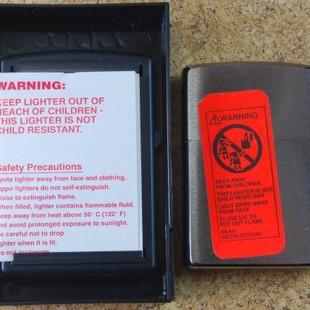 WARNING:
KEEP LIGHTER OUT OF
REACH OF CHILDREN -
THIS LIGHTER IS NOT
CHILD RESISTANT.
Safety Precautions
Ignite lighter away from face and clothing.
Zippo lighters do not self-extinguish.
Close to extinguish flame.
When filled, lighter contains flammable fluid.
Keep away from heat above 50° C (122° F)
and avoid prolonged exposure to sunlight.
Be careful not to drop
lighter when it is lit.
Do not incinerate
WARNING
KEEP AWAY
FROM CHILDREN
THIS LIGHTER IS NOT
CHILD RESISTANT
LIGHT ZIPPO AWAY
FROM FACE
CLOSE LID TO
PUT OUT FLAME
READ
INSTRUCTIONS